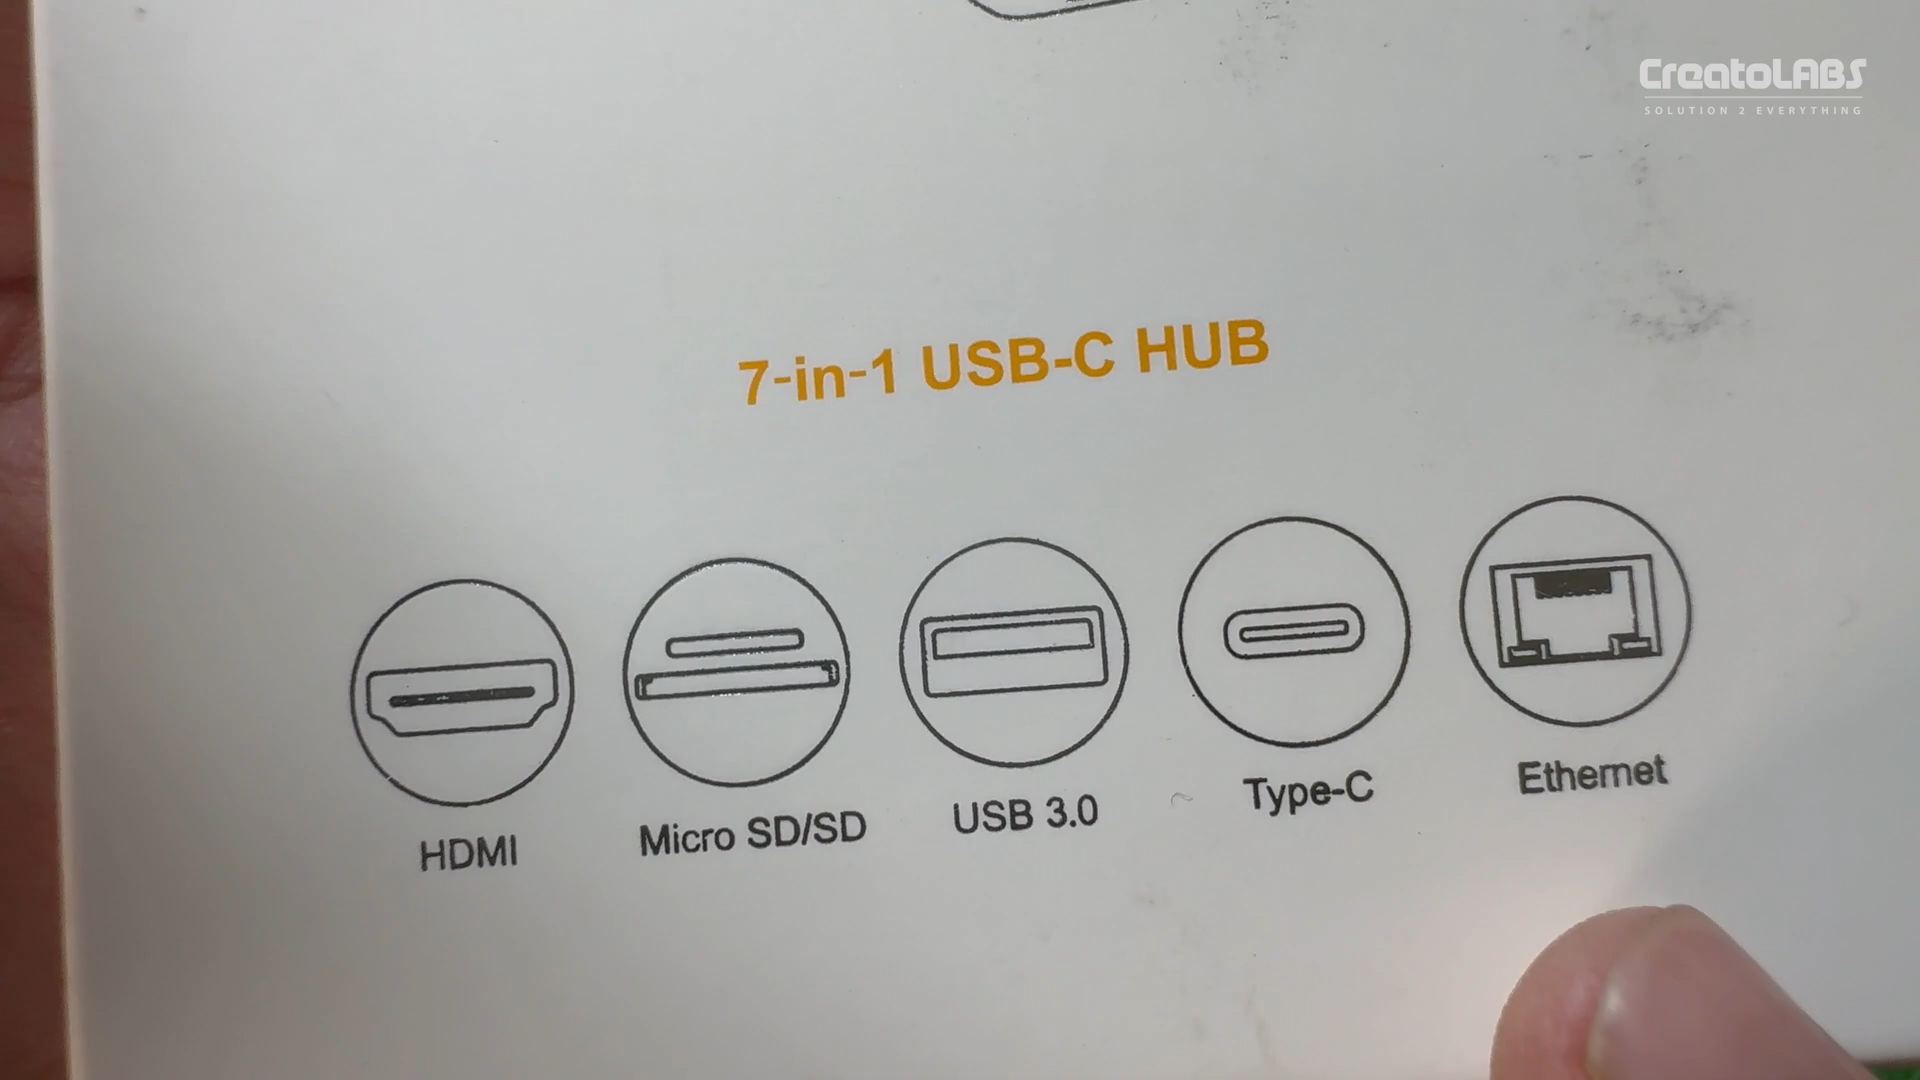 CreatoLABS
SOLUTION 2 EVERYTHING
7-in-1 USB-C HUB
HDMI
Micro SD/SD
USB 3.0
Type-C
Ethernet